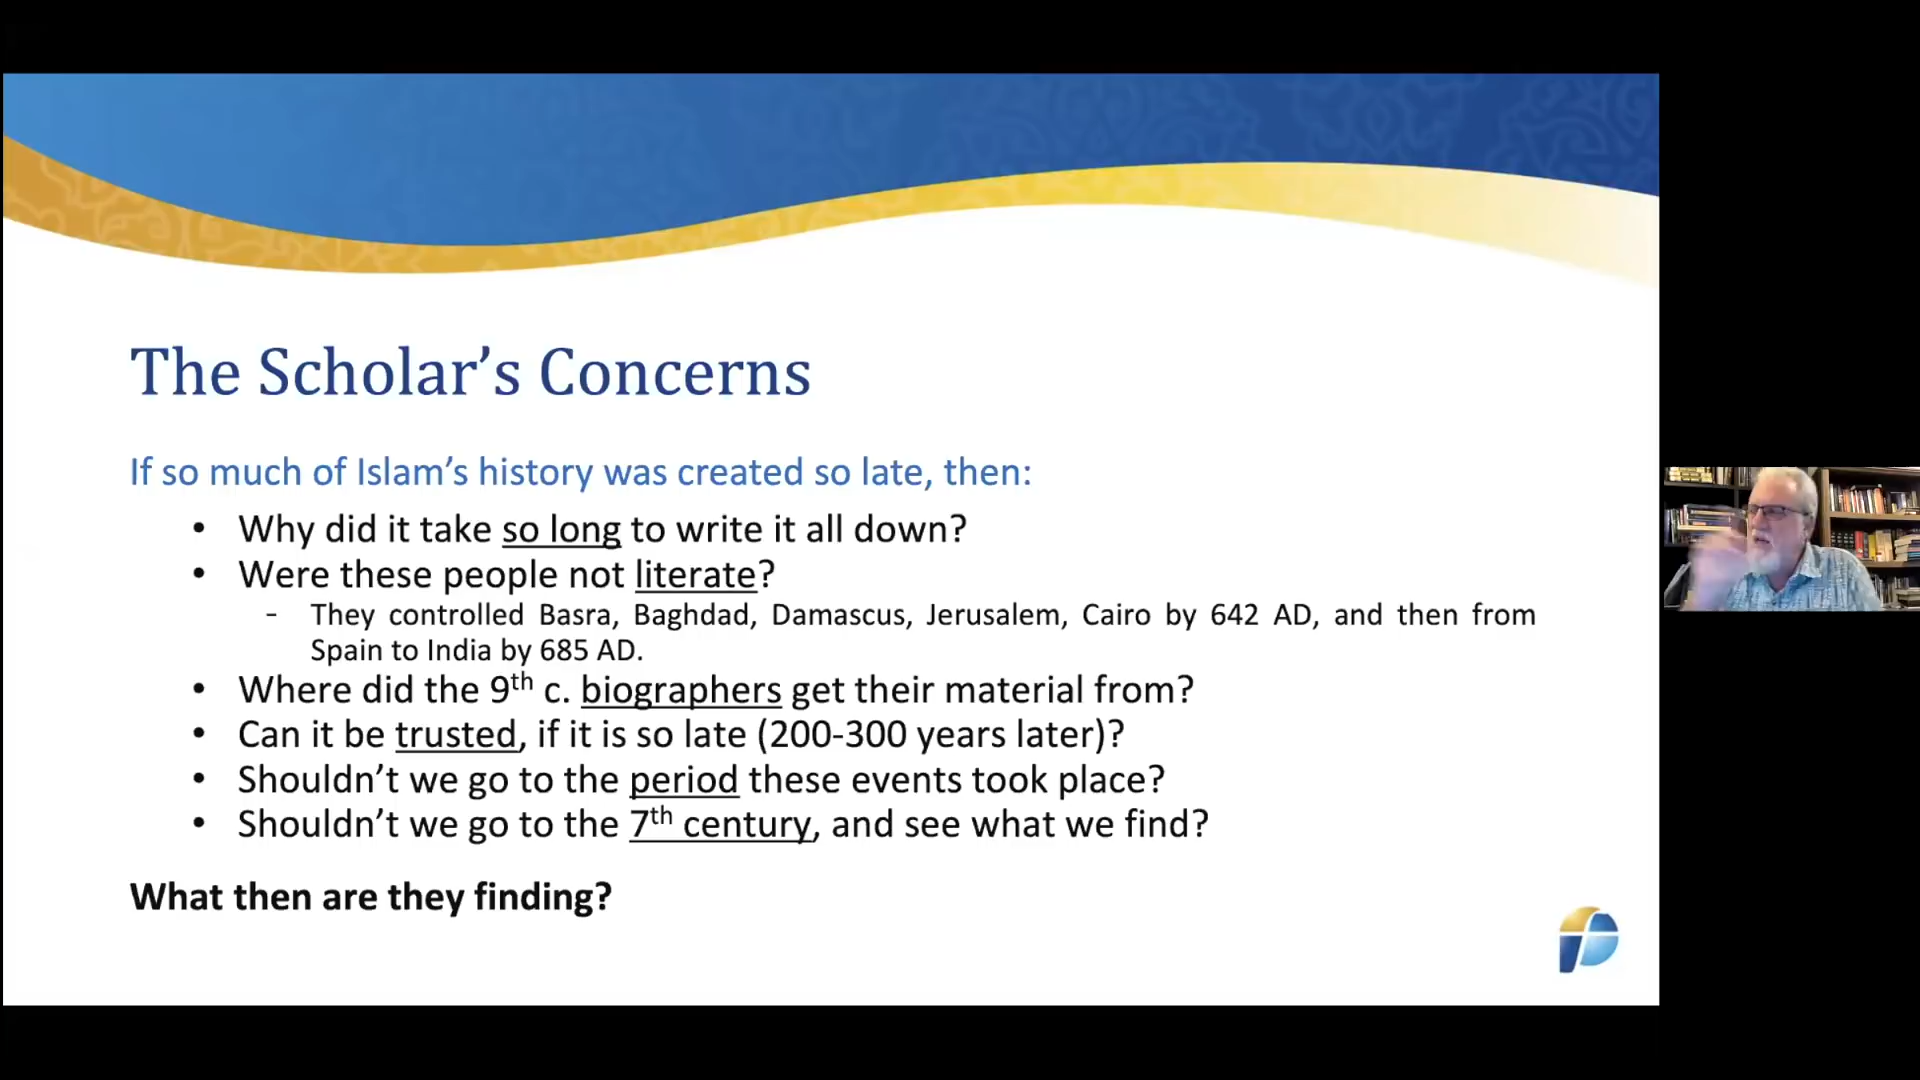 The Scholar’s Concerns
If so much of Islam’s history was created so late, then:
• Why did it take so long to write it all down?
• Were these people not literate?
- They controlled Basra, Baghdad, Damascus, Jerusalem, Cairo by 642 AD, and then from
Spain to India by 685 AD.
• Where did the 9th c. biographers get their material from?
• Can it be trusted, if it is so late (200-300 years later)?
• Shouldn’t we go to the period these events took place?
• Shouldn’t we go to the 7th century, and see what we find?
What then are they finding?